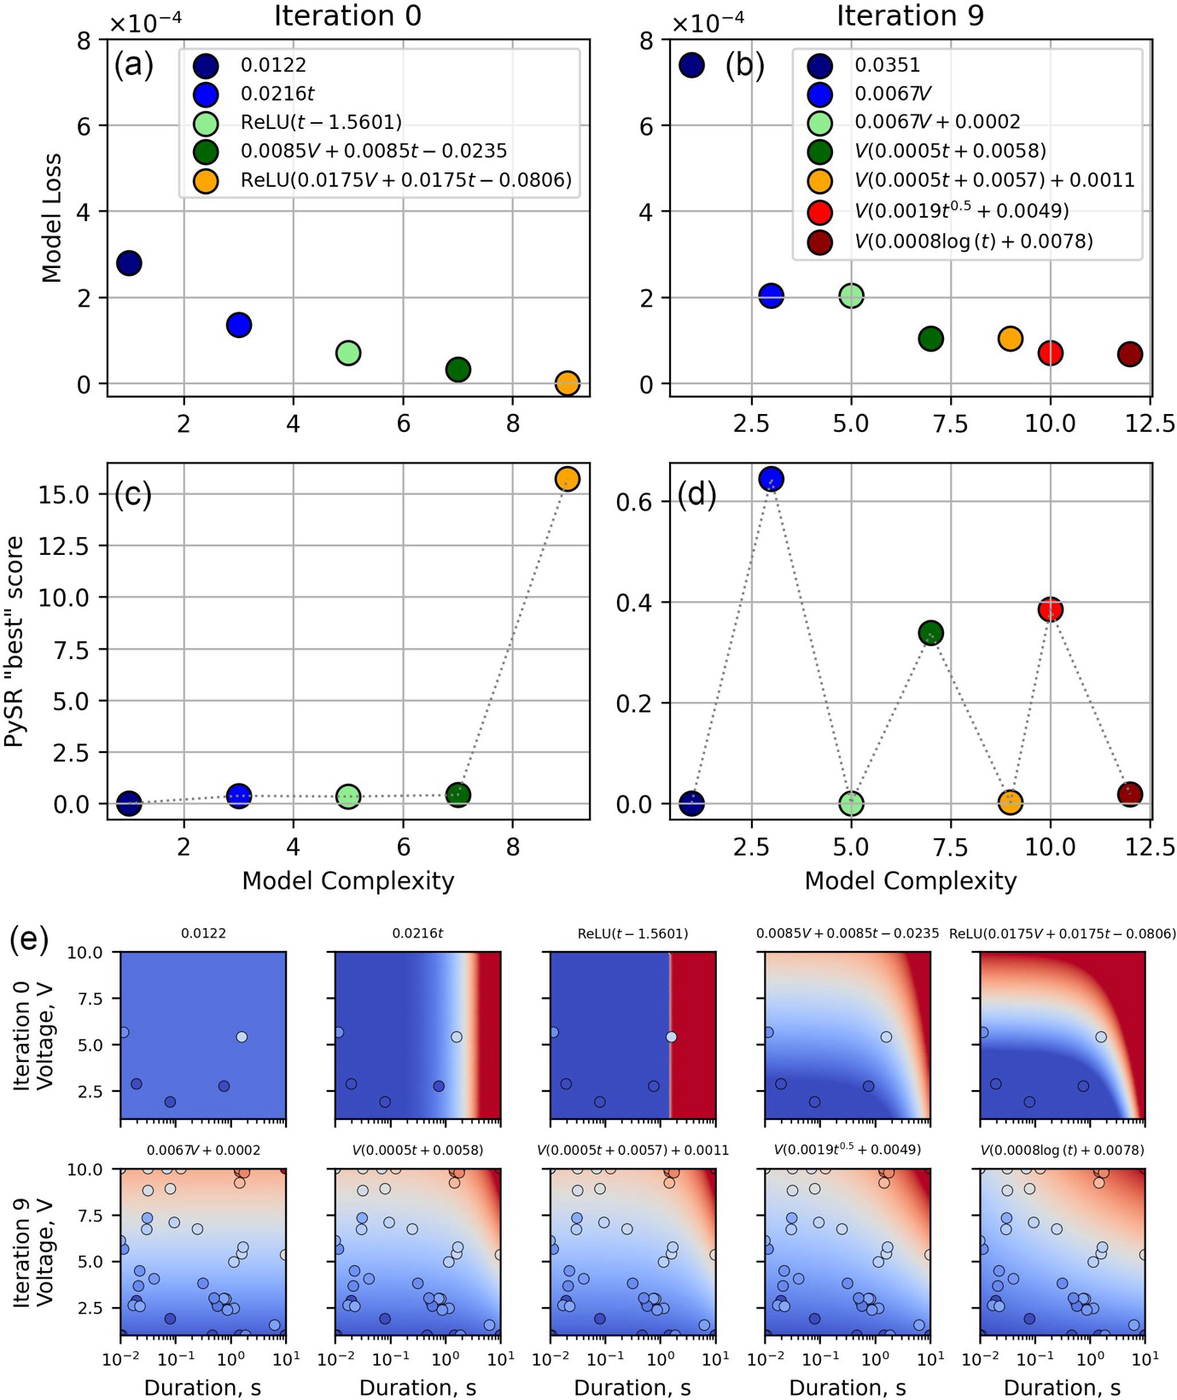 Iteration 0
Iteration 9
×10⁻⁴
×10⁻⁴
(a)
0.0122
0.0216t
ReLU(t − 1.5601)
0.0085V + 0.0085t − 0.0235
ReLU(0.0175V + 0.0175t − 0.0806)
8
6
4
2
0
Model Loss
2 4 6 8
(b)
0.0351
0.0067V
0.0067V + 0.0002
V(0.0005t + 0.0058)
V(0.0005t + 0.0057) + 0.0011
V(0.0019t⁰·⁵ + 0.0049)
V(0.0008log (t) + 0.0078)
8
6
4
2
0
2.5 5.0 7.5 10.0 12.5
(c)
15.0
12.5
10.0
7.5
5.0
2.5
0.0
PySR "best" score
2 4 6 8
Model Complexity
(d)
0.6
0.4
0.2
0.0
2.5 5.0 7.5 10.0 12.5
Model Complexity
(e)
0.0122 0.0216t ReLU(t − 1.5601) 0.0085V + 0.0085t − 0.0235 ReLU(0.0175V + 0.0175t − 0.0806)
Iteration 0
Voltage, V
10.0
7.5
5.0
2.5
0.0067V + 0.0002 V(0.0005t + 0.0058) V(0.0005t + 0.0057) + 0.0011 V(0.0019t⁰·⁵ + 0.0049) V(0.0008log (t) + 0.0078)
Iteration 9
Voltage, V
10.0
7.5
5.0
2.5
10⁻² 10⁻¹ 10⁰ 10¹ 10⁻² 10⁻¹ 10⁰ 10¹ 10⁻² 10⁻¹ 10⁰ 10¹ 10⁻² 10⁻¹ 10⁰ 10¹ 10⁻² 10⁻¹ 10⁰ 10¹
Duration, s Duration, s Duration, s Duration, s Duration, s